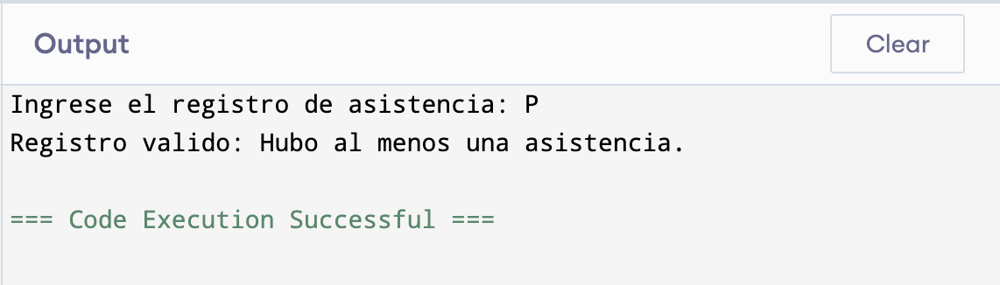 Output
Clear
Ingrese el registro de asistencia: P
Registro valido: Hubo al menos una asistencia.
=== Code Execution Successful ===